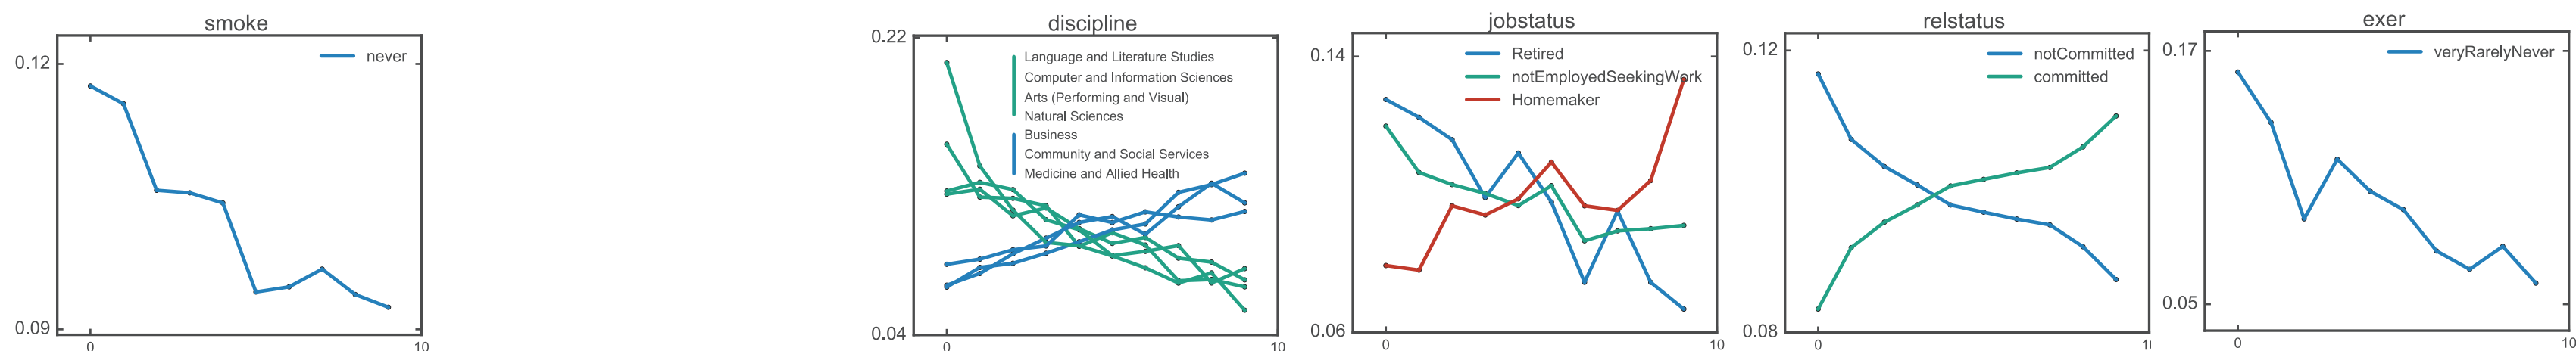 smoke
0.12
never
0.09
0
10
discipline
0.22
Language and Literature Studies
Computer and Information Sciences
Arts (Performing and Visual)
Natural Sciences
Business
Community and Social Services
Medicine and Allied Health
0.04
0
10
jobstatus
0.14
Retired
notEmployedSeekingWork
Homemaker
0.06
0
10
relstatus
0.12
notCommitted
committed
0.08
0
1
exer
0.17
veryRarelyNever
0.05
0
10